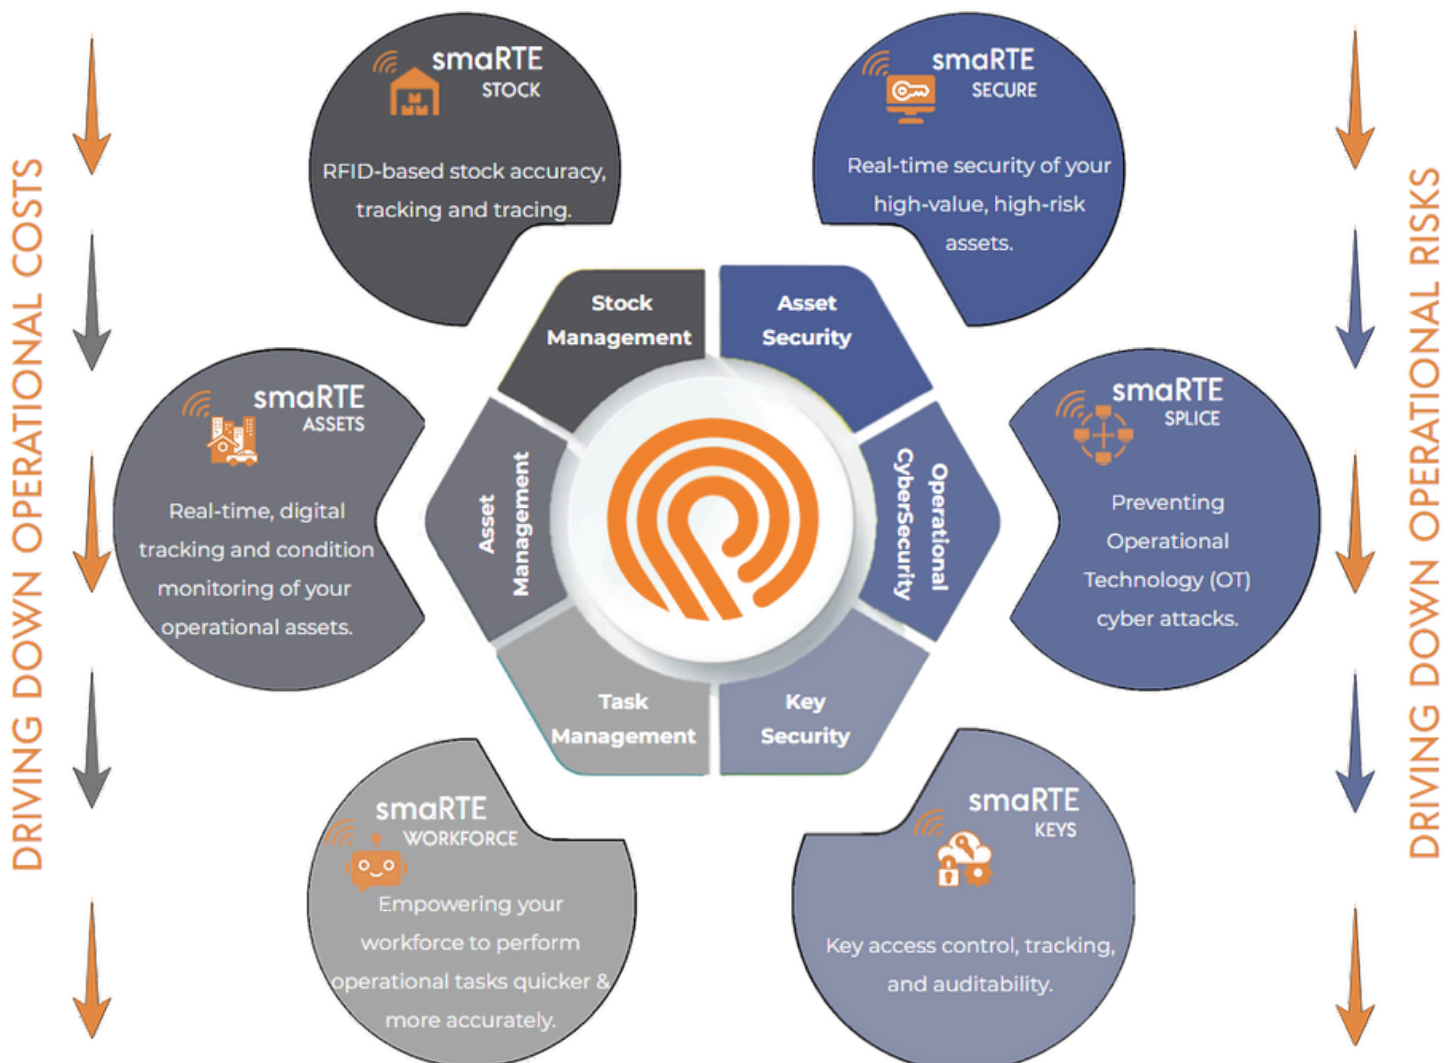 DRIVING DOWN OPERATIONAL COSTS
smaRTE
STOCK
RFID-based stock accuracy,
tracking and tracing.
smaRTE
SECURE
Real-time security of your
high-value, high-risk
assets.
Stock
Management
Asset
Security
smaRTE
ASSETS
Real-time, digital
tracking and condition
monitoring of your
operational assets.
Asset
Management
Operational
CyberSecurity
smaRTE
SPLICE
Preventing
Operational
Technology (OT)
cyber attacks.
Task
Management
Key
Security
smaRTE
WORKFORCE
Empowering your
workforce to perform
operational tasks quicker &
more accurately.
smaRTE
KEYS
Key access control, tracking,
and auditability.
DRIVING DOWN OPERATIONAL RISKS